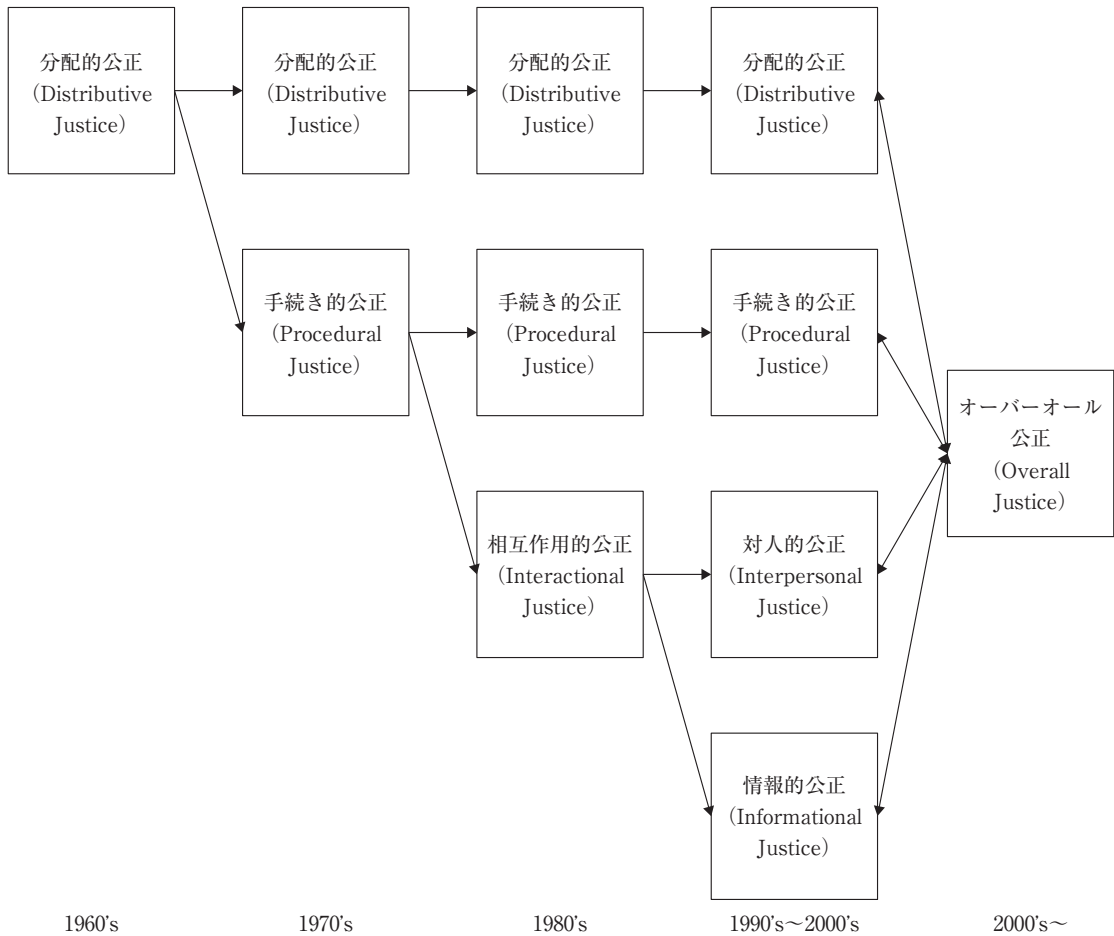 分配的公正
（Distributive
Justice）
分配的公正
（Distributive
Justice）
分配的公正
（Distributive
Justice）
分配的公正
（Distributive
Justice）
手続き的公正
（Procedural
Justice）
手続き的公正
（Procedural
Justice）
手続き的公正
（Procedural
Justice）
オーバーオール
公正
（Overall
Justice）
相互作用的公正
（Interactional
Justice）
対人的公正
（Interpersonal
Justice）
情報的公正
（Informational
Justice）
1960’s
1970’s
1980’s
1990’s～2000’s
2000’s～